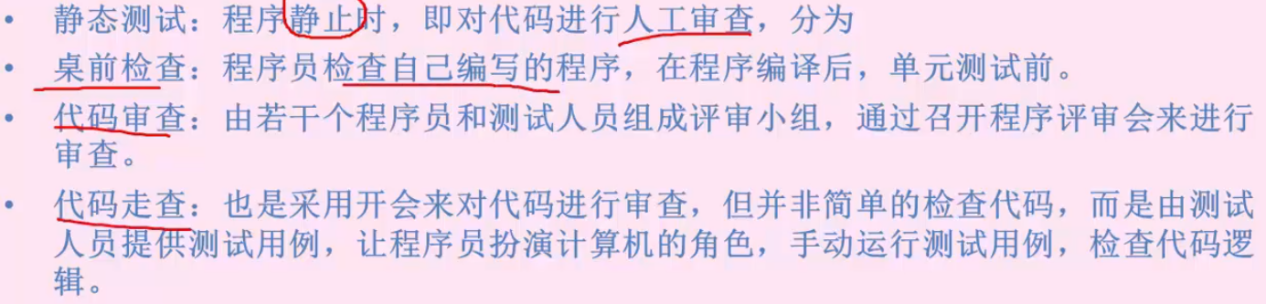 • 静态测试：程序静止时，即对代码进行人工审查，分为
• 桌前检查：程序员检查自己编写的程序，在程序编译后，单元测试前。
• 代码审查：由若干个程序员和测试人员组成评审小组，通过召开程序评审会来进行
审查。
• 代码走查：也是采用开会来对代码进行审查，但并非简单的检查代码，而是由测试
人员提供测试用例，让程序员扮演计算机的角色，手动运行测试用例，检查代码逻
辑。